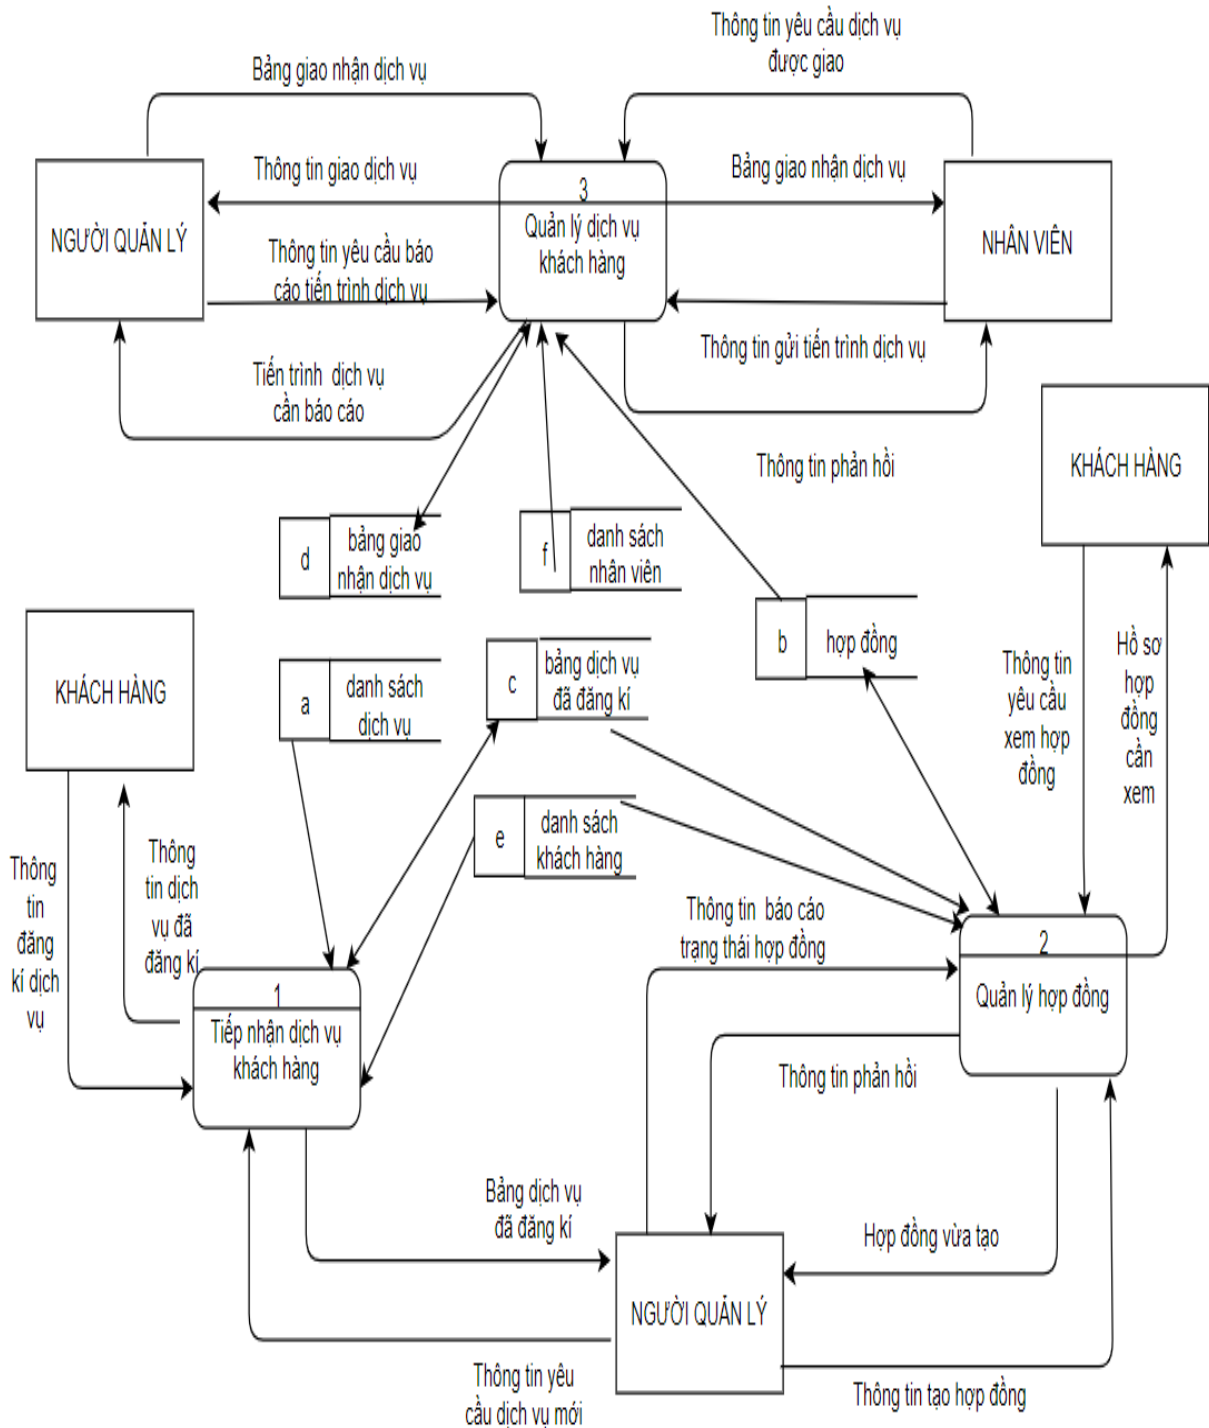 Thông tin yêu cầu dịch vụ
được giao
Bảng giao nhận dịch vụ
Thông tin giao dịch vụ
Bảng giao nhận dịch vụ
3
Quản lý dịch vụ
khách hàng
NGƯỜI QUẢN LÝ
NHÂN VIÊN
Thông tin yêu cầu báo
cáo tiến trình dịch vụ
Thông tin gửi tiến trình dịch vụ
Tiến trình dịch vụ
cần báo cáo
Thông tin phản hồi
KHÁCH HÀNG
d
bảng giao
nhận dịch vụ
f
danh sách
nhân viên
b
hợp đồng
KHÁCH HÀNG
a
danh sách
dịch vụ
c
bảng dịch vụ
đã đăng kí
Thông tin
yêu cầu
xem hợp
đồng
Hồ sơ
hợp
đồng
cần
xem
e
danh sách
khách hàng
Thông
tin
đăng
kí dịch
vụ
Thông
tin dịch
vụ đã
đăng kí
Thông tin báo cáo
trạng thái hợp đồng
2
Quản lý hợp đồng
1
Tiếp nhận dịch vụ
khách hàng
Thông tin phản hồi
Bảng dịch vụ
đã đăng kí
Hợp đồng vừa tạo
NGƯỜI QUẢN LÝ
Thông tin yêu
cầu dịch vụ mới
Thông tin tạo hợp đồng